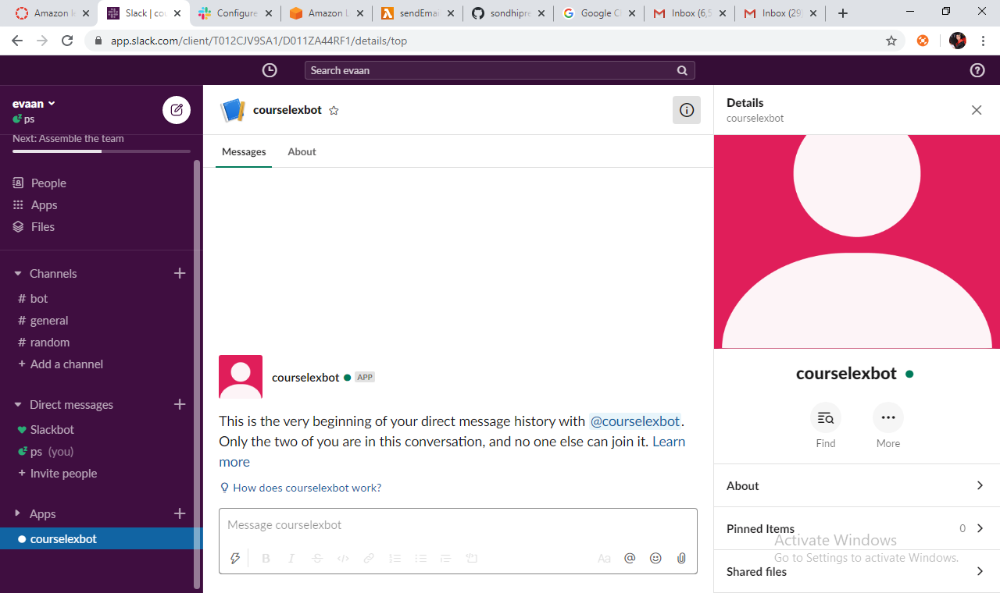 Amazon le
Slack | cou
Configure
Amazon L
sendEmai
sondhipre
Google Cl
Inbox (6,5
Inbox (29
app.slack.com/client/T012CJV9SA1/D011ZA44RF1/details/top
Search evaan
evaan
ps
Next: Assemble the team
People
Apps
Files
Channels
# bot
# general
# random
+ Add a channel
Direct messages
Slackbot
ps (you)
+ Invite people
Apps
courselexbot
courselexbot
Messages
About
courselexbot APP
This is the very beginning of your direct message history with @courselexbot.
Only the two of you are in this conversation, and no one else can join it. Learn
more
How does courselexbot work?
Message courselexbot
B I S </>
Aa @
Details
courselexbot
courselexbot
Find
More
About
Pinned Items 0
Shared files
Activate Windows
Go to Settings to activate Windows.